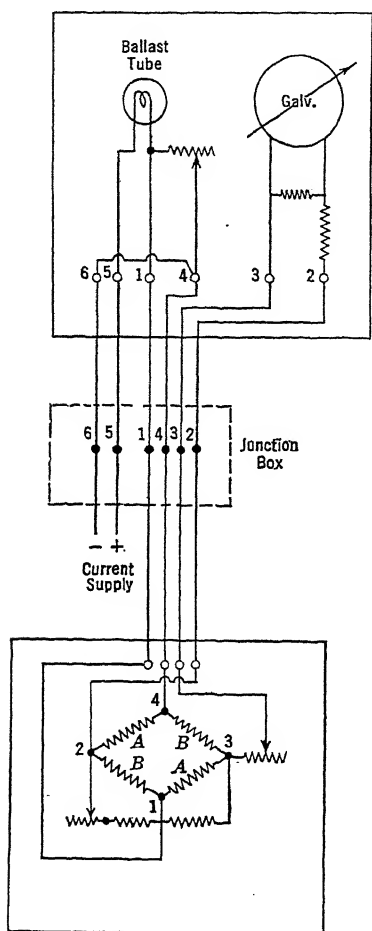 Ballast
Tube
Galv.
6 5 1 4 3 2
6 5 1 4 3 2
Junction
Box
– +
Current
Supply
4
A B
2 3
B A
1